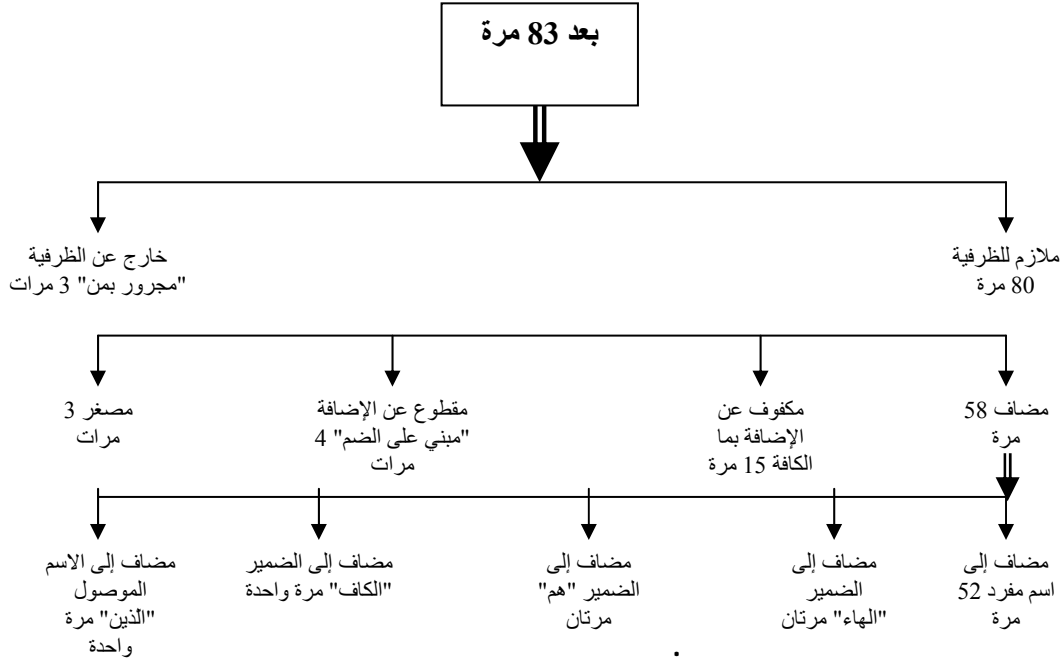 بعد 83 مرة
ملازم للظرفية
80 مرة
خارج عن الظرفية
"مجرور بمن" 3 مرات
مضاف 58
مرة
مكفوف عن
الإضافة بما
الكافة 15 مرة
مقطوع عن الإضافة
"مبني على الضم" 4
مرات
مصغر 3
مرات
مضاف إلى
اسم مفرد 52
مرة
مضاف إلى
الضمير
"الهاء" مرتان
مضاف إلى
الضمير "هم"
مرتان
مضاف إلى الضمير
"الكاف" مرة واحدة
مضاف إلى الاسم
الموصول
"الذين" مرة
واحدة
.